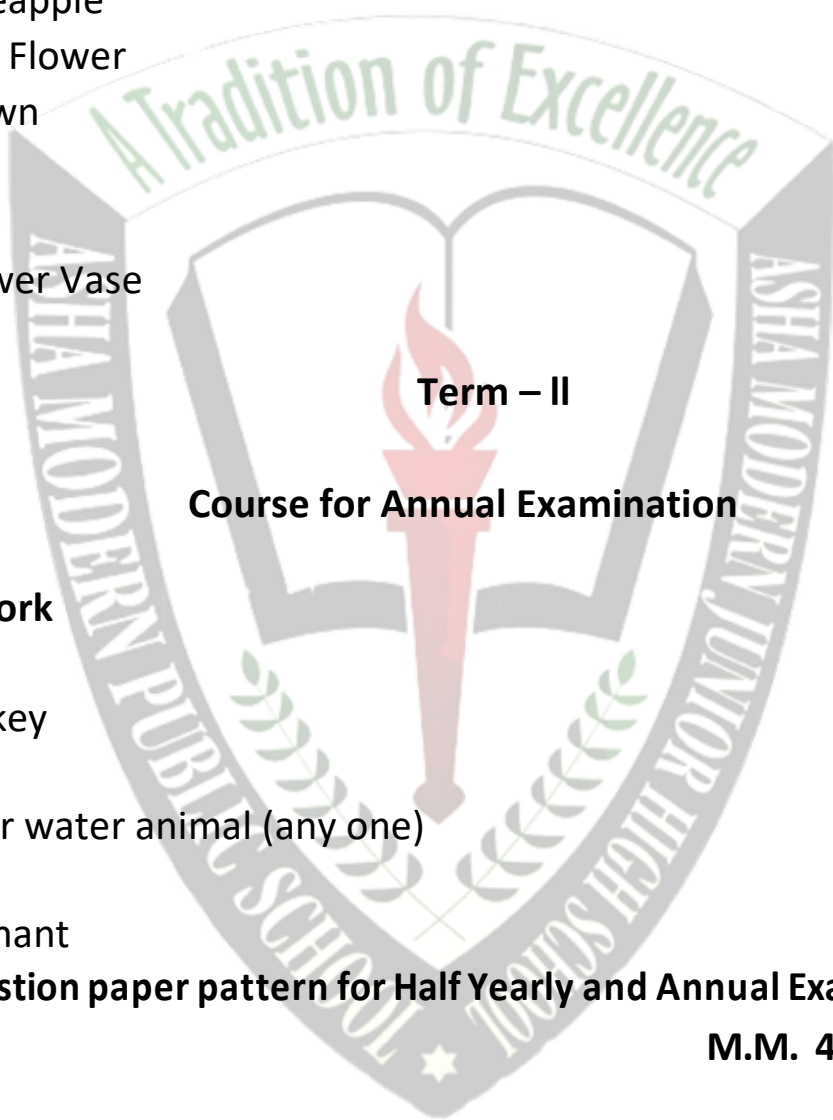 eapple
Flower
wn
wer Vase
Term – ll
Course for Annual Examination
ork
key
r water animal (any one)
hant
stion paper pattern for Half Yearly and Annual Exa
M.M. 4
A Tradition of Excellence
ASHA MODERN PUBLIC SCHOOL
ASHA MODERN JUNIOR HIGH SCHOOL